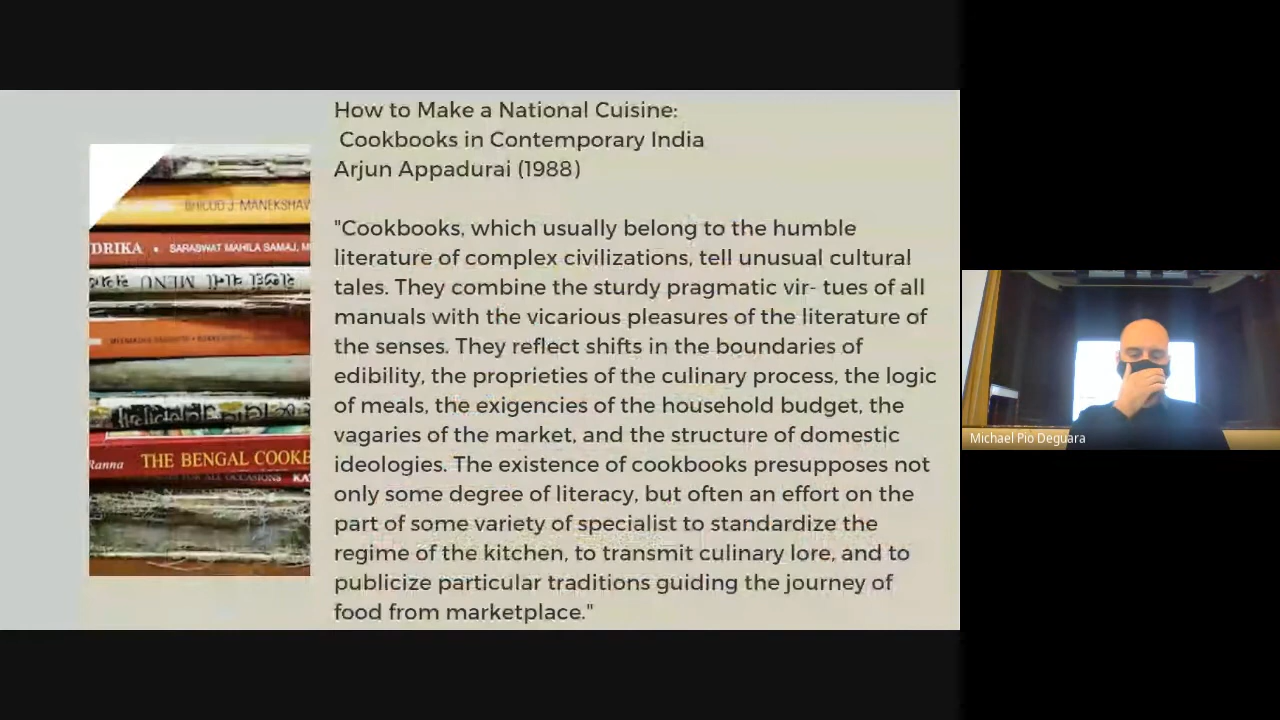 How to Make a National Cuisine:
Cookbooks in Contemporary India
Arjun Appadurai (1988)
"Cookbooks, which usually belong to the humble
literature of complex civilizations, tell unusual cultural
tales. They combine the sturdy pragmatic vir- tues of all
manuals with the vicarious pleasures of the literature of
the senses. They reflect shifts in the boundaries of
edibility, the proprieties of the culinary process, the logic
of meals, the exigencies of the household budget, the
vagaries of the market, and the structure of domestic
ideologies. The existence of cookbooks presupposes not
only some degree of literacy, but often an effort on the
part of some variety of specialist to standardize the
regime of the kitchen, to transmit culinary lore, and to
publicize particular traditions guiding the journey of
food from marketplace."
J. MANEKSHAW
DRIKA • SARASWAT MAHILA SAMAJ, M
MENU
Ranna THE BENGAL COOKB
FOR ALL OCCASIONS KA
Michael Pio Deguara